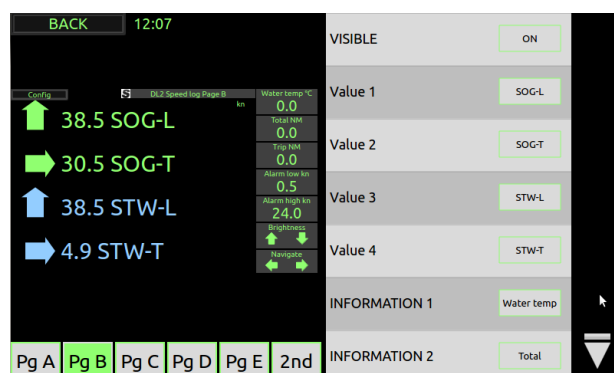 BACK 12:07
Config
S DL2 Speed log Page B
kn
38.5 SOG-L
30.5 SOG-T
38.5 STW-L
4.9 STW-T
Water temp °C
0.0
Total NM
0.0
Trip NM
0.0
Alarm low kn
0.5
Alarm high kn
24.0
Brightness
Navigate
Pg A Pg B Pg C Pg D Pg E 2nd
VISIBLE ON
Value 1 SOG-L
Value 2 SOG-T
Value 3 STW-L
Value 4 STW-T
INFORMATION 1 Water temp
INFORMATION 2 Total